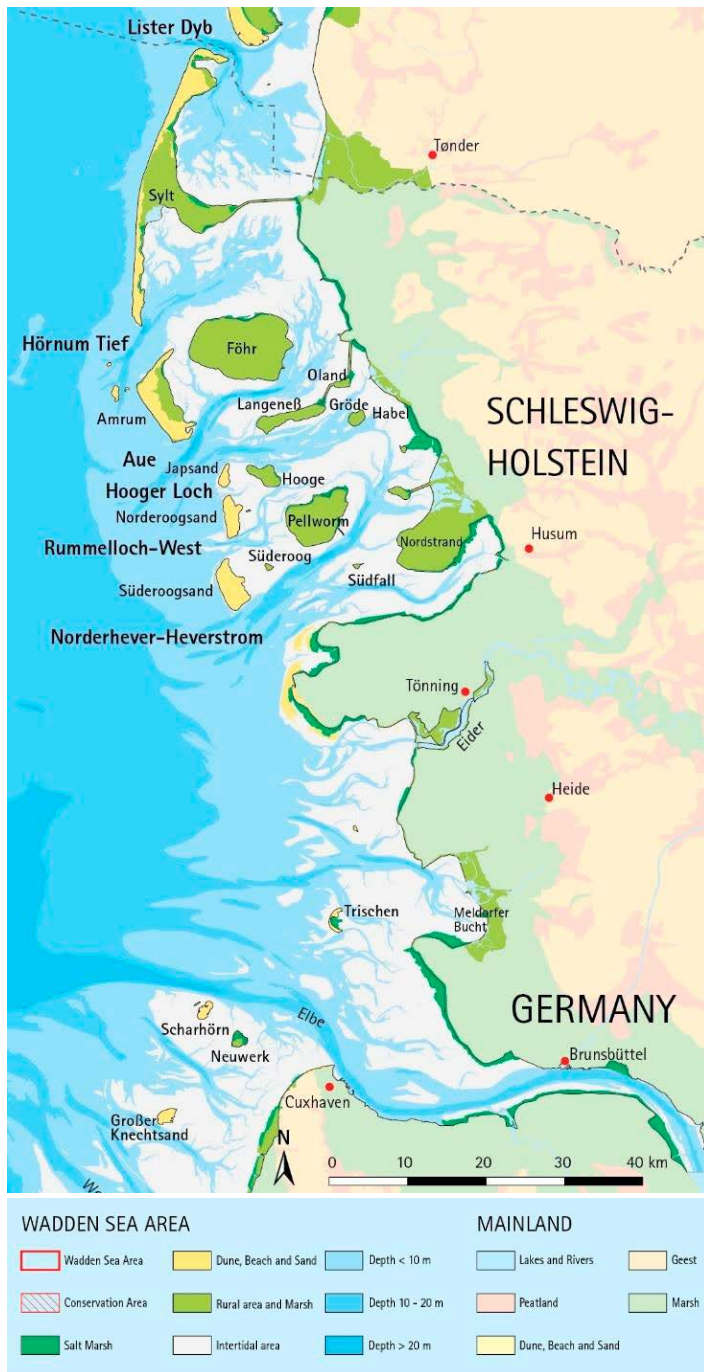 Lister Dyb
Tønder
Sylt
Hörnum Tief
Föhr
Oland
Amrum
Langeneß
Gröde
Habel
SCHLESWIG-
HOLSTEIN
Aue
Japsand
Hooge
Hooger Loch
Norderoogsand
Pellworm
Rummelloch-West
Nordstrand
Husum
Süderoog
Südfall
Süderoogsand
Norderhever-Heverstrom
Tönning
Eider
Heide
Trischen
Meldorfer
Bucht
GERMANY
Scharhörn
Elbe
Neuwerk
Brunsbüttel
Cuxhaven
Großer
Knechtsand
N
0 10 20 30 40 km
WADDEN SEA AREA
MAINLAND
Wadden Sea Area
Dune, Beach and Sand
Depth < 10 m
Lakes and Rivers
Geest
Conservation Area
Rural area and Marsh
Depth 10 - 20 m
Peatland
Marsh
Salt Marsh
Intertidal area
Depth > 20 m
Dune, Beach and Sand